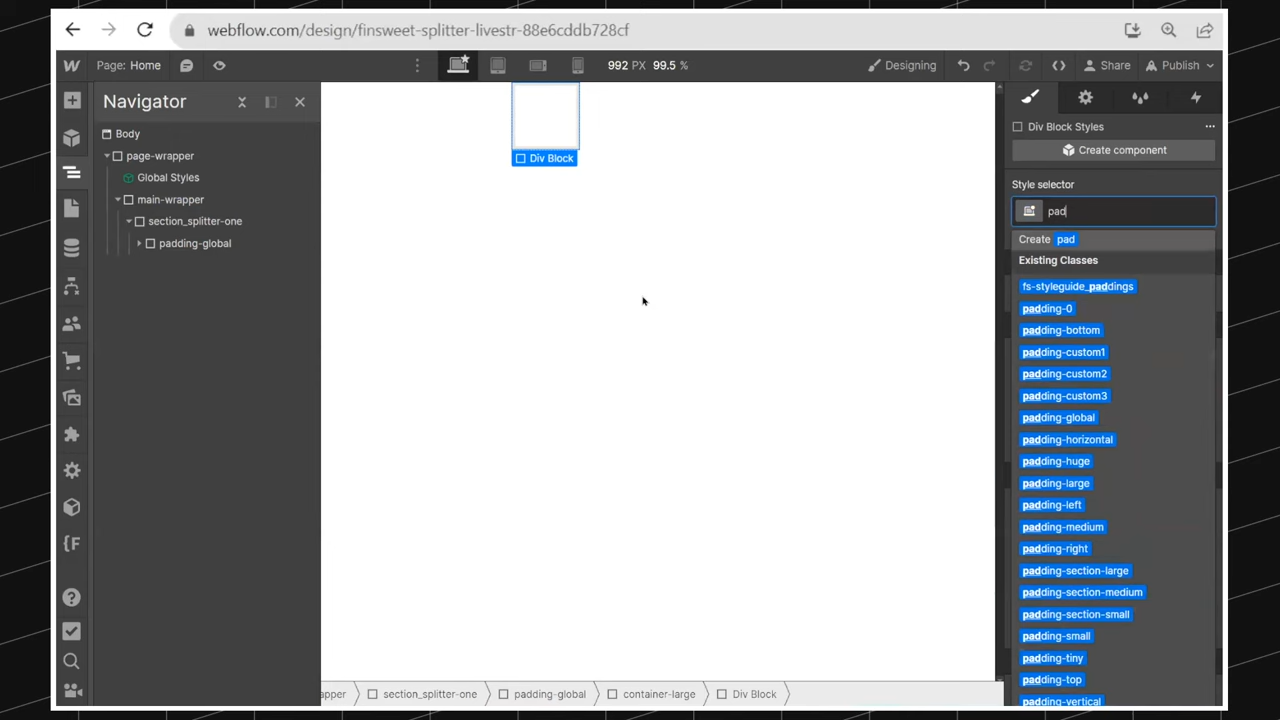 webflow.com/design/finsweet-splitter-livestr-88e6cddb728cf
Page: Home
992 PX 99.5 %
Designing
Share
Publish
Navigator
Body
page-wrapper
Global Styles
main-wrapper
section_splitter-one
padding-global
Div Block
Div Block Styles
Create component
Style selector
pad
Create pad
Existing Classes
fs-styleguide_paddings
padding-0
padding-bottom
padding-custom1
padding-custom2
padding-custom3
padding-global
padding-horizontal
padding-huge
padding-large
padding-left
padding-medium
padding-right
padding-section-large
padding-section-medium
padding-section-small
padding-small
padding-tiny
padding-top
padding-vertical
apper
section_splitter-one
padding-global
container-large
Div Block